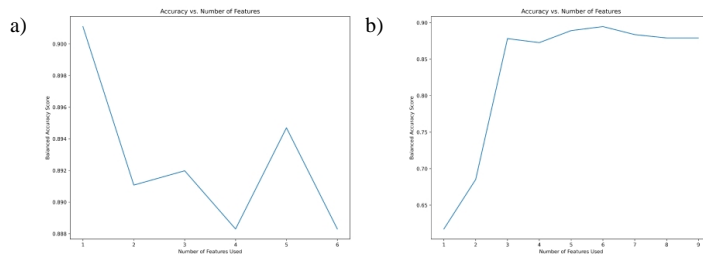 a)
Accuracy vs. Number of Features
0.900
0.898
0.896
0.894
0.892
0.890
0.888
Balanced Accuracy Score
1 2 3 4 5 6
Number of Features Used
b)
Accuracy vs. Number of Features
0.90
0.85
0.80
0.75
0.70
0.65
Balanced Accuracy Score
1 2 3 4 5 6 7 8 9
Number of Features Used